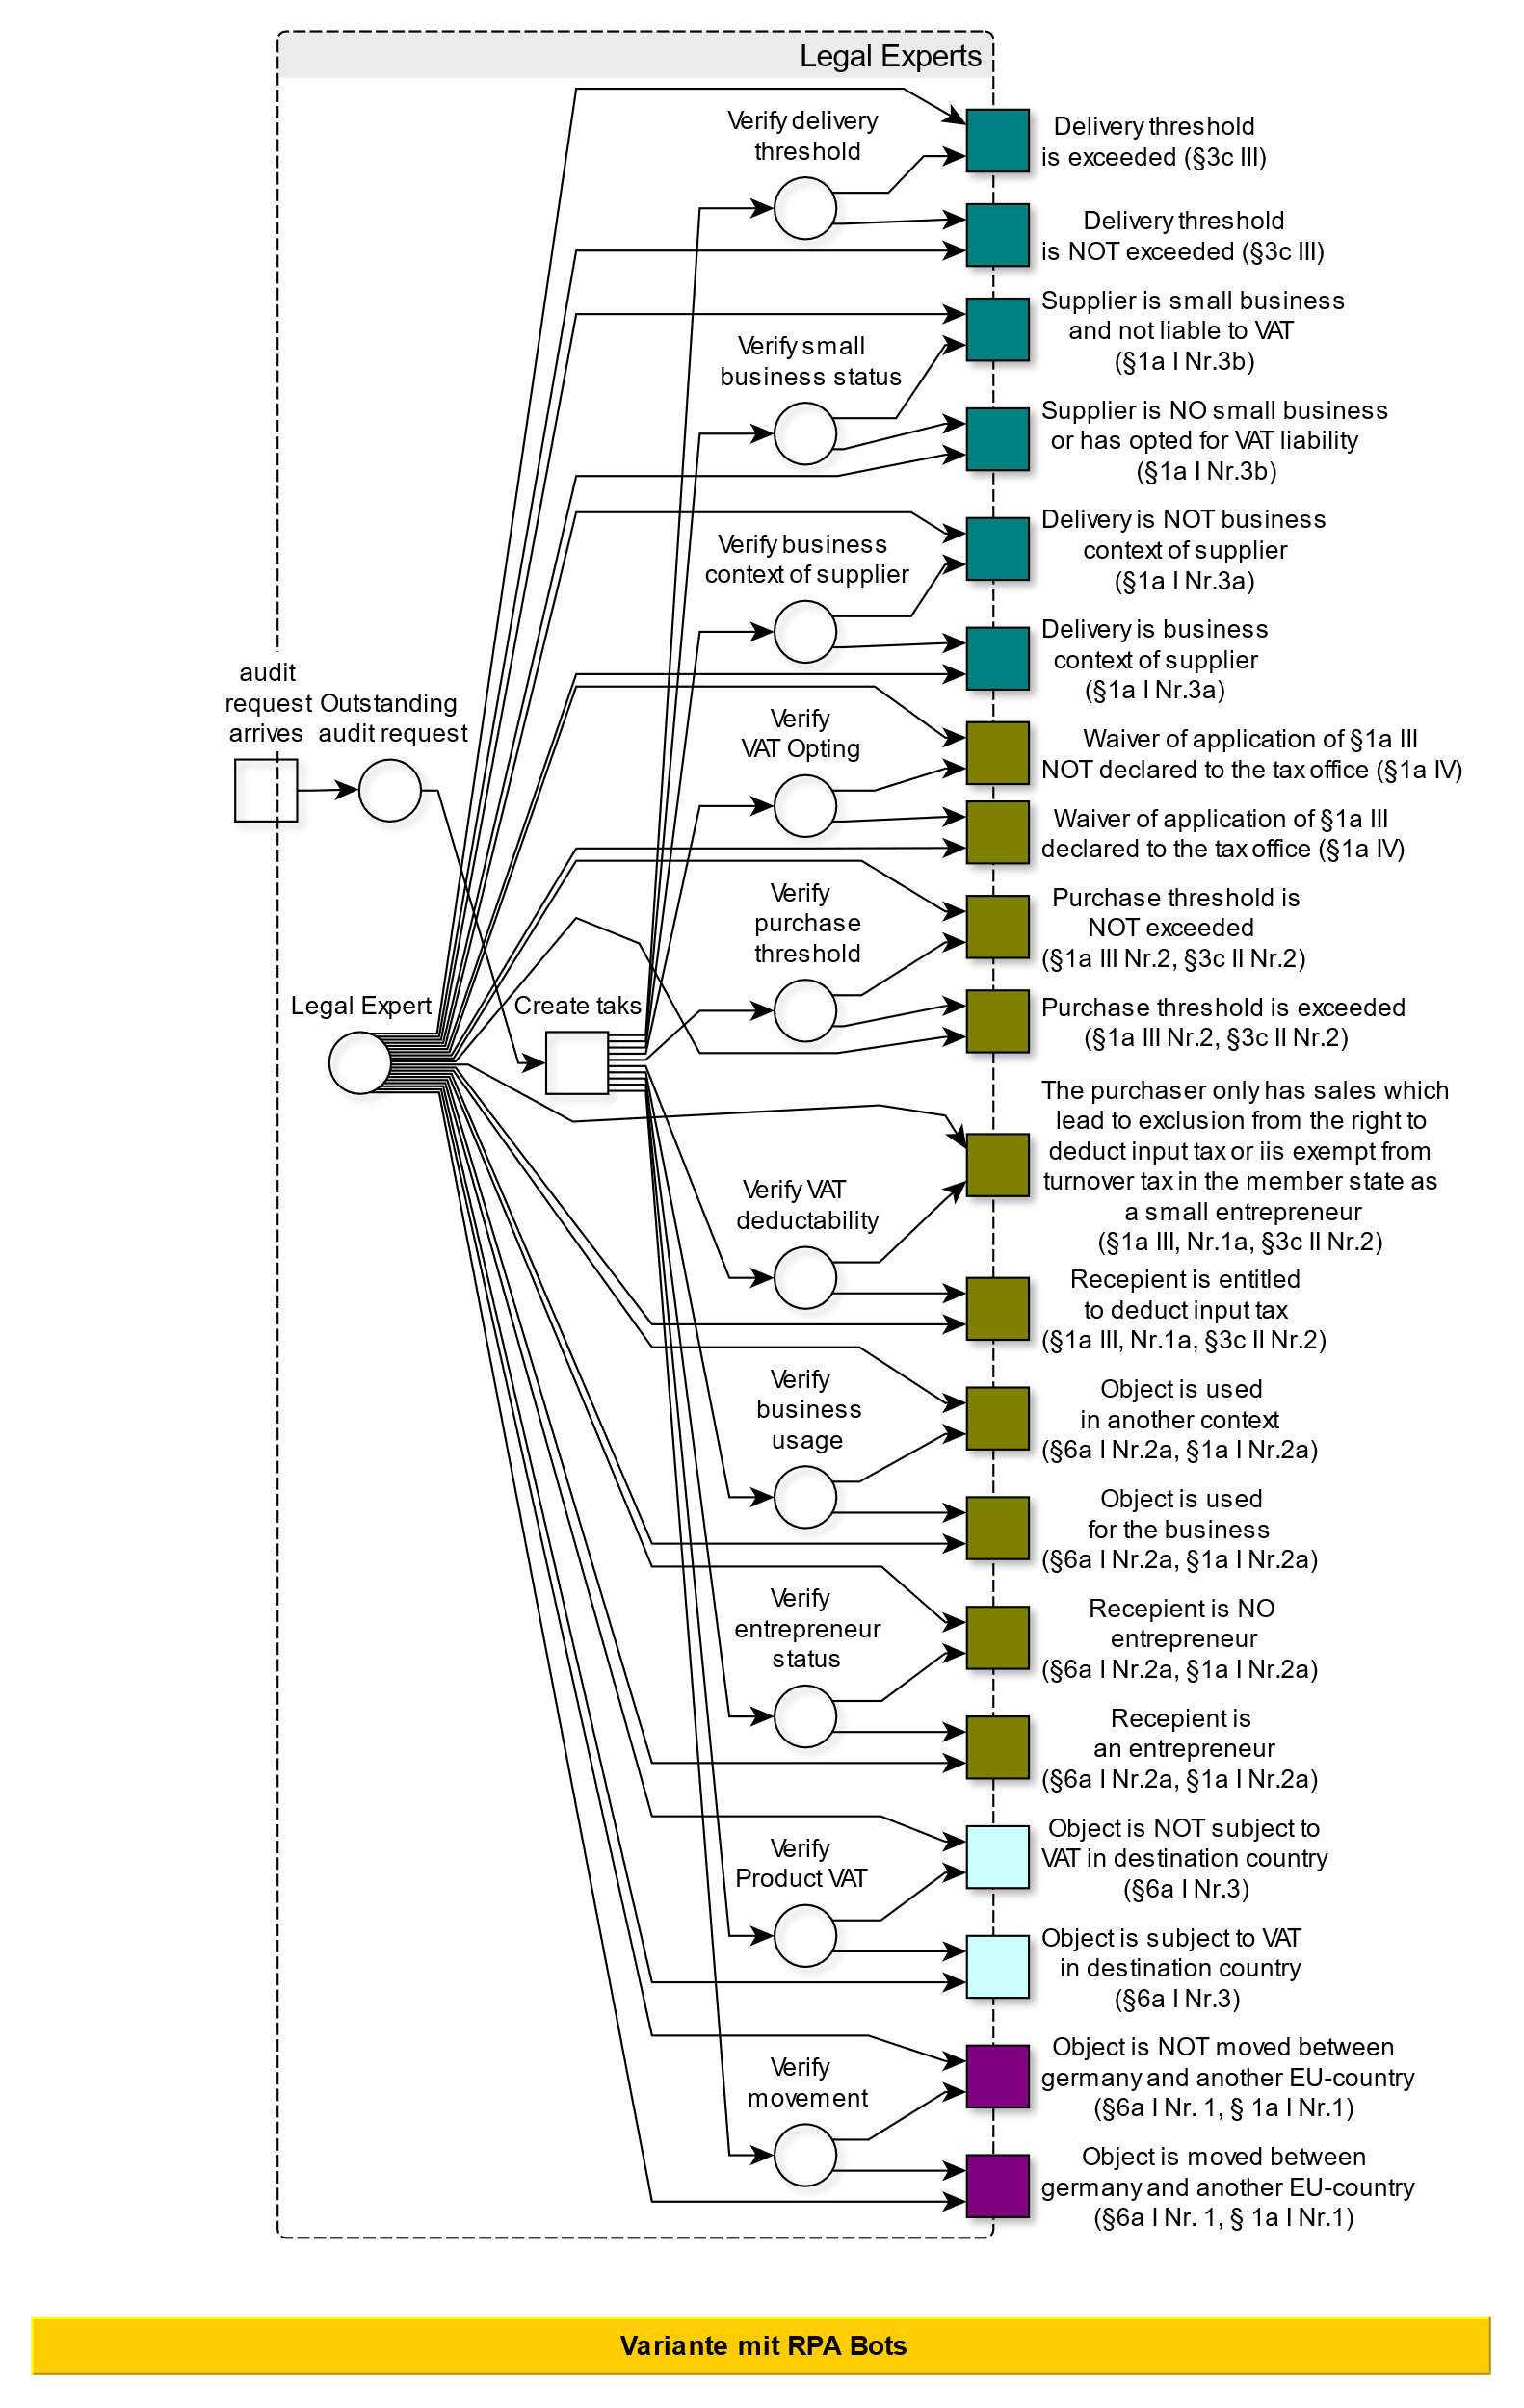 Legal Experts
Verify delivery
threshold
Delivery threshold
is exceeded (§3c III)
Delivery threshold
is NOT exceeded (§3c III)
Supplier is small business
and not liable to VAT
(§1a I Nr.3b)
Verify small
business status
Supplier is NO small business
or has opted for VAT liability
(§1a I Nr.3b)
Delivery is NOT business
context of supplier
(§1a I Nr.3a)
Verify business
context of supplier
Delivery is business
context of supplier
(§1a I Nr.3a)
audit
request
arrives
Outstanding
audit request
Verify
VAT Opting
Waiver of application of §1a III
NOT declared to the tax office (§1a IV)
Waiver of application of §1a III
declared to the tax office (§1a IV)
Verify
purchase
threshold
Purchase threshold is
NOT exceeded
(§1a III Nr.2, §3c II Nr.2)
Legal Expert
Create taks
Purchase threshold is exceeded
(§1a III Nr.2, §3c II Nr.2)
The purchaser only has sales which
lead to exclusion from the right to
deduct input tax or iis exempt from
turnover tax in the member state as
a small entrepreneur
(§1a III, Nr.1a, §3c II Nr.2)
Verify VAT
deductability
Recepient is entitled
to deduct input tax
(§1a III, Nr.1a, §3c II Nr.2)
Verify
business
usage
Object is used
in another context
(§6a I Nr.2a, §1a I Nr.2a)
Object is used
for the business
(§6a I Nr.2a, §1a I Nr.2a)
Verify
entrepreneur
status
Recepient is NO
entrepreneur
(§6a I Nr.2a, §1a I Nr.2a)
Recepient is
an entrepreneur
(§6a I Nr.2a, §1a I Nr.2a)
Verify
Product VAT
Object is NOT subject to
VAT in destination country
(§6a I Nr.3)
Object is subject to VAT
in destination country
(§6a I Nr.3)
Verify
movement
Object is NOT moved between
germany and another EU-country
(§6a I Nr. 1, § 1a I Nr.1)
Object is moved between
germany and another EU-country
(§6a I Nr. 1, § 1a I Nr.1)
Variante mit RPA Bots